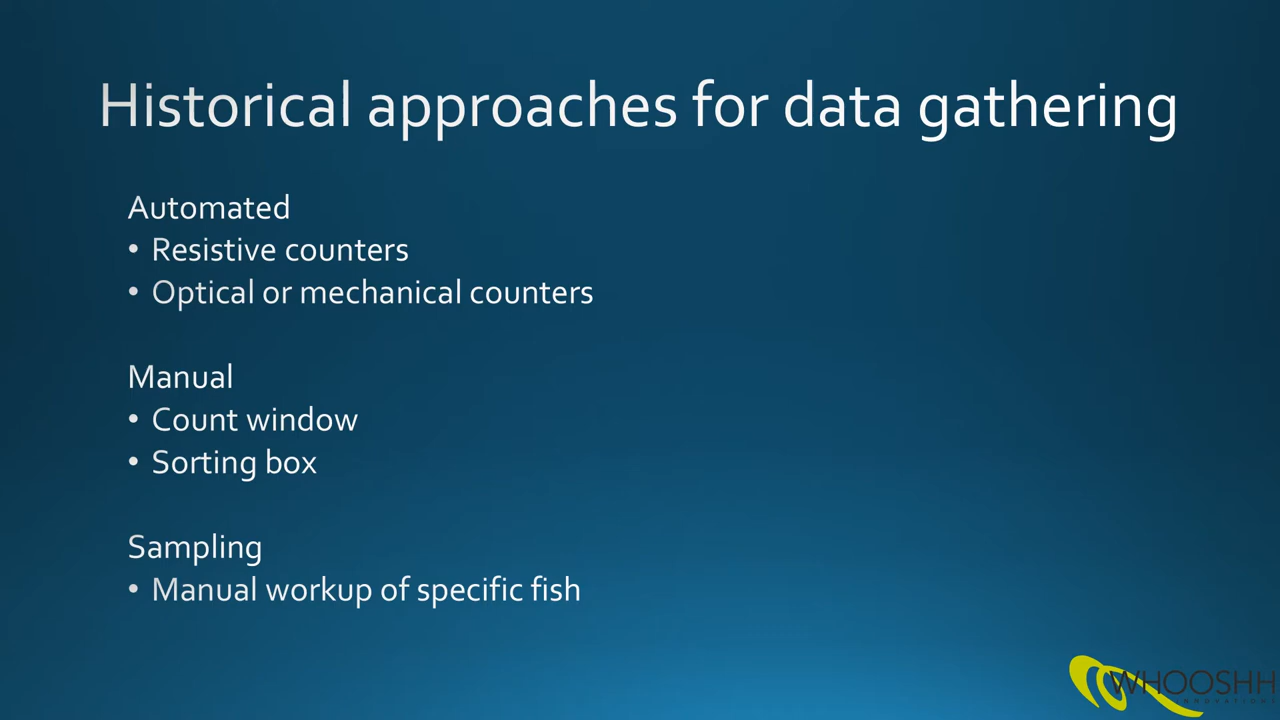 Historical approaches for data gathering
Automated
• Resistive counters
• Optical or mechanical counters
Manual
• Count window
• Sorting box
Sampling
• Manual workup of specific fish
WHOOSHH
INNOVATIONS